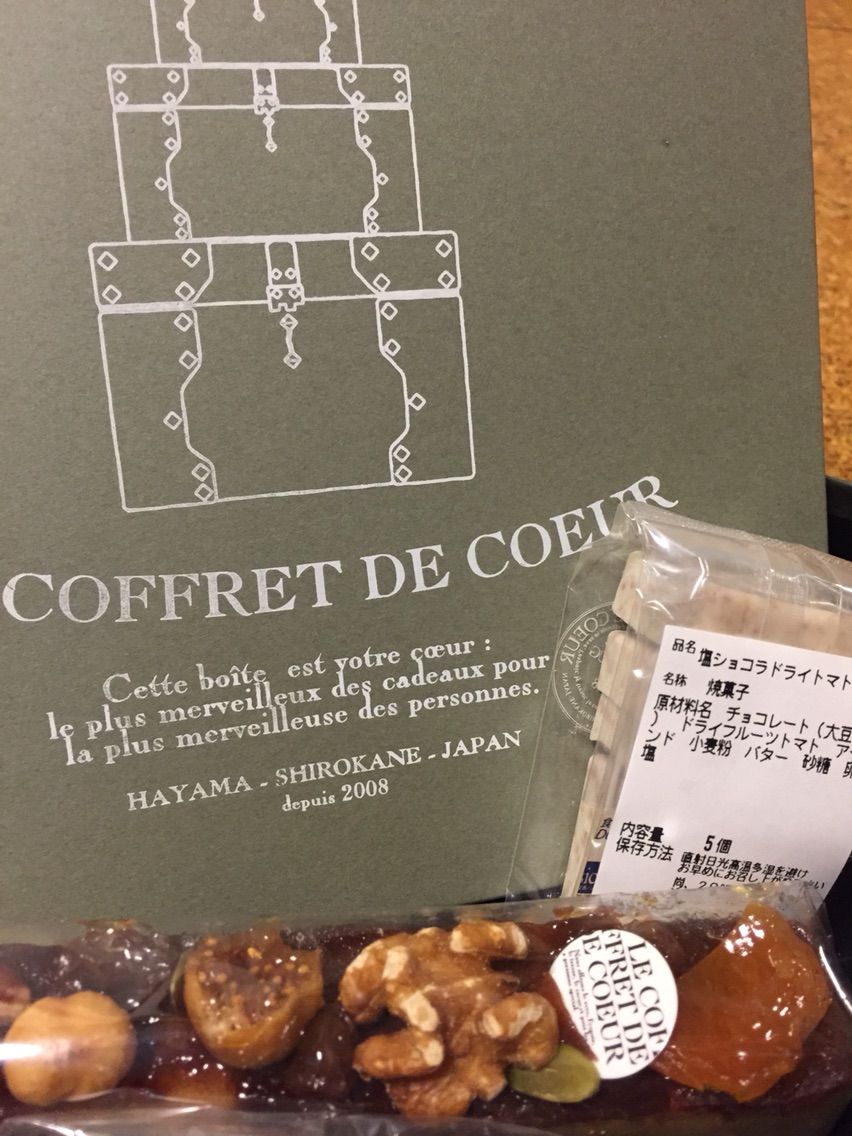 COFFRET DE COEUR
Cette boîte est votre cœur :
le plus merveilleux des cadeaux pour
la plus merveilleuse des personnes.
HAYAMA - SHIROKANE - JAPAN
depuis 2008
COEUR
品名 塩ショコラドライトマト
名称 焼菓子
原材料名 チョコレート（大豆
） ドライフルーツトマト アー
ンド 小麦粉 バター 砂糖 卵
塩
内容量 5個
保存方法 直射日光高温多湿を避け
お早めにお召し上がり
LE CO
FFRET DE
COEUR